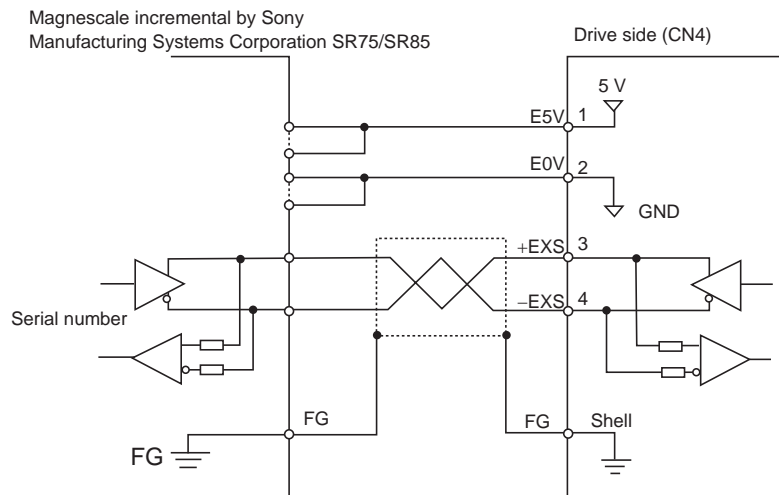 Magnescale incremental by Sony
Manufacturing Systems Corporation SR75/SR85
Drive side (CN4)
5 V
E5V 1
E0V 2
GND
+EXS 3
−EXS 4
Serial number
FG
FG
FG
Shell